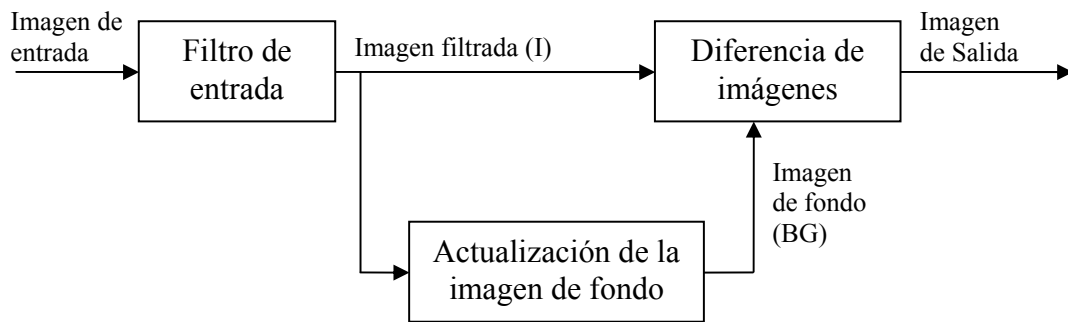 Imagen de
entrada
Filtro de
entrada
Imagen filtrada (I)
Diferencia de
imágenes
Imagen
de Salida
Imagen
de fondo
(BG)
Actualización de la
imagen de fondo